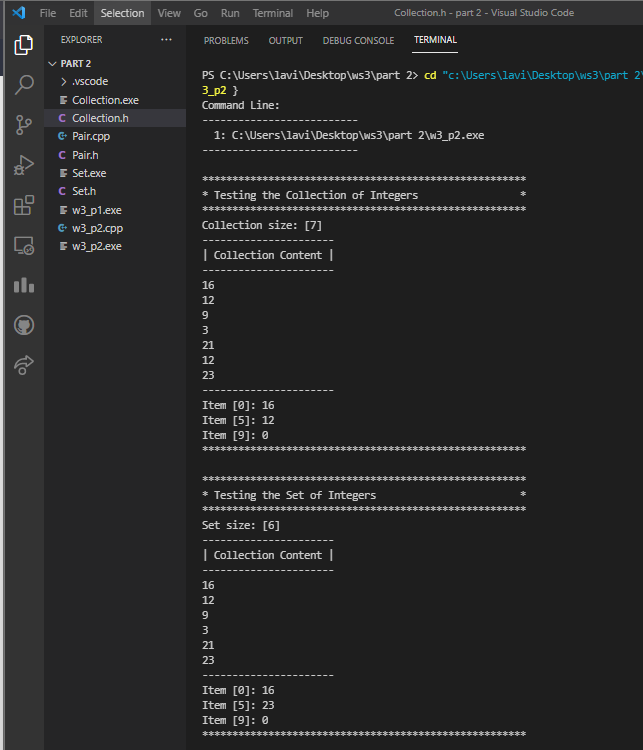 File Edit Selection View Go Run Terminal Help Collection.h - part 2 - Visual Studio Code
EXPLORER ...
PART 2
.vscode
Collection.exe
Collection.h
Pair.cpp
Pair.h
Set.exe
Set.h
w3_p1.exe
w3_p2.cpp
w3_p2.exe
PROBLEMS OUTPUT DEBUG CONSOLE TERMINAL
PS C:\Users\lavi\Desktop\ws3\part 2> cd "c:\Users\lavi\Desktop\ws3\part 2\
3_p2 }
Command Line:
--------------------------
  1: C:\Users\lavi\Desktop\ws3\part 2\w3_p2.exe
--------------------------
******************************************************
* Testing the Collection of Integers                 *
******************************************************
Collection size: [7]
----------------------
| Collection Content |
----------------------
16
12
9
3
21
12
23
----------------------
Item [0]: 16
Item [5]: 12
Item [9]: 0
******************************************************
******************************************************
* Testing the Set of Integers                        *
******************************************************
Set size: [6]
----------------------
| Collection Content |
----------------------
16
12
9
3
21
23
----------------------
Item [0]: 16
Item [5]: 23
Item [9]: 0
******************************************************